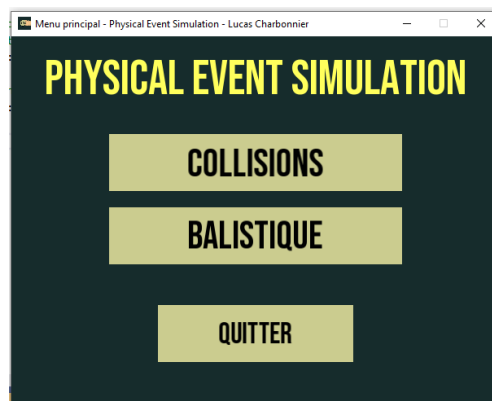 Menu principal - Physical Event Simulation - Lucas Charbonnier
PHYSICAL EVENT SIMULATION
COLLISIONS
BALISTIQUE
QUITTER